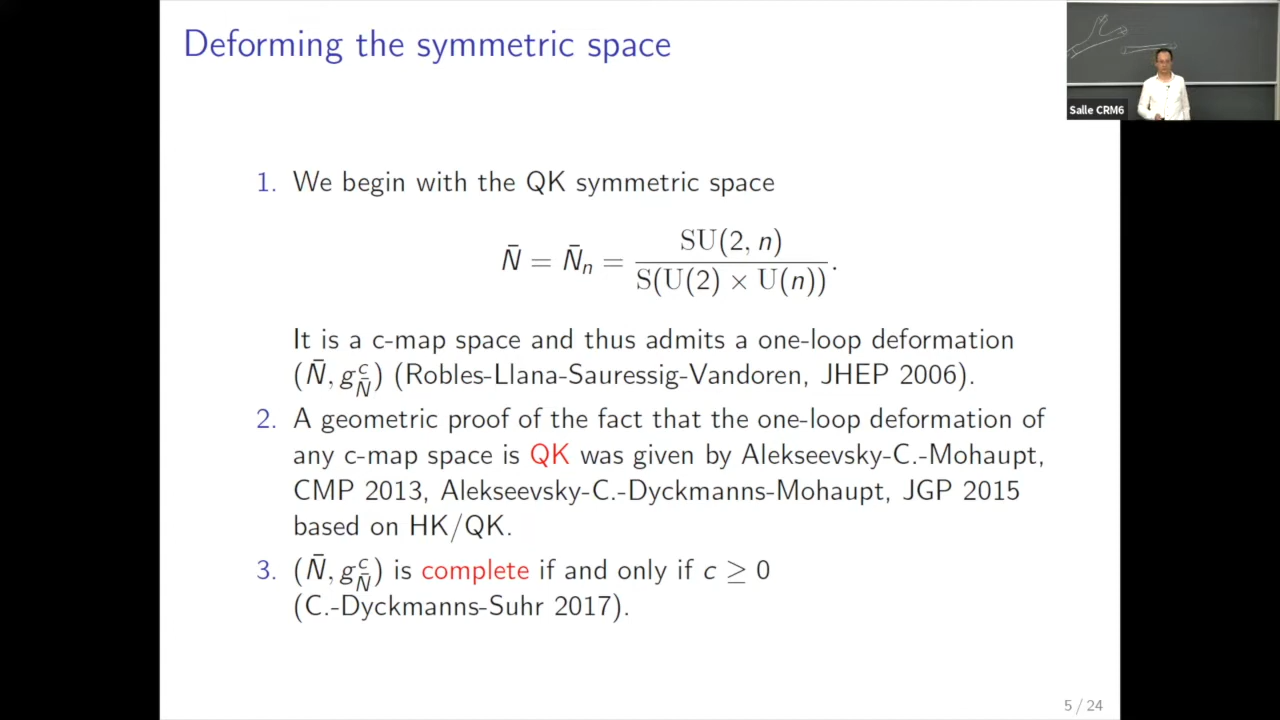 Deforming the symmetric space
Salle CRM6
1. We begin with the QK symmetric space
N̄ = N̄ₙ = SU(2, n) / S(U(2) × U(n)).
It is a c-map space and thus admits a one-loop deformation
(N̄, g^c_N̄) (Robles-Llana-Sauressig-Vandoren, JHEP 2006).
2. A geometric proof of the fact that the one-loop deformation of
any c-map space is QK was given by Alekseevsky-C.-Mohaupt,
CMP 2013, Alekseevsky-C.-Dyckmanns-Mohaupt, JGP 2015
based on HK/QK.
3. (N̄, g^c_N̄) is complete if and only if c ≥ 0
(C.-Dyckmanns-Suhr 2017).
5 / 24